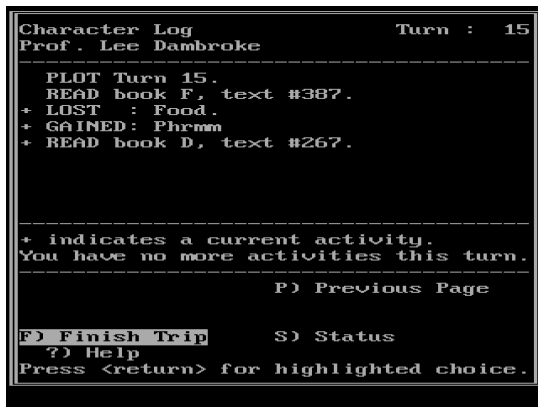 Character Log Turn : 15
Prof. Lee Dambroke
PLOT Turn 15.
READ book F, text #387.
+ LOST : Food.
+ GAINED: Phrmm
+ READ book D, text #267.
+ indicates a current activity.
You have no more activities this turn.
P) Previous Page
F) Finish Trip S) Status
?) Help
Press <return> for highlighted choice.